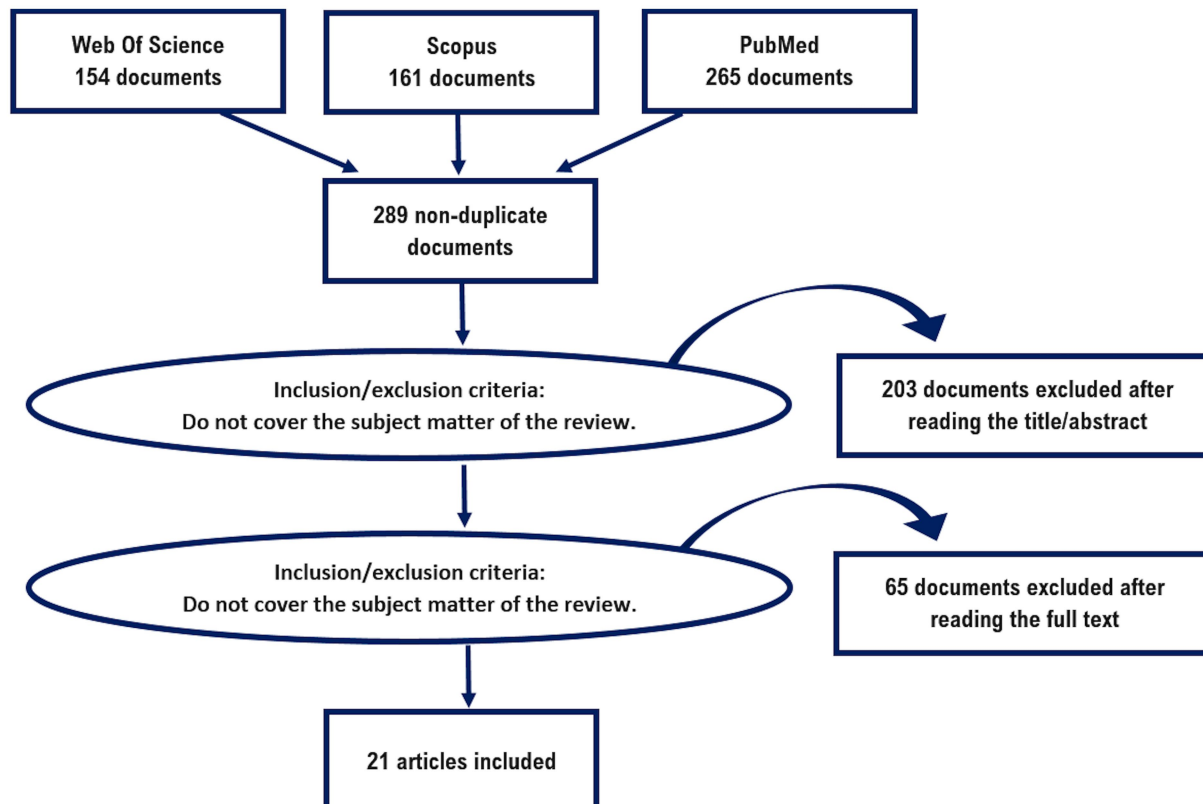 Web Of Science
154 documents
Scopus
161 documents
PubMed
265 documents
289 non-duplicate
documents
Inclusion/exclusion criteria:
Do not cover the subject matter of the review.
203 documents excluded after
reading the title/abstract
Inclusion/exclusion criteria:
Do not cover the subject matter of the review.
65 documents excluded after
reading the full text
21 articles included